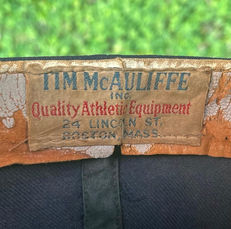 TIM McAULIFFE
INC.
Quality Athletic Equipment
24 LINCOLN ST.
BOSTON MASS.